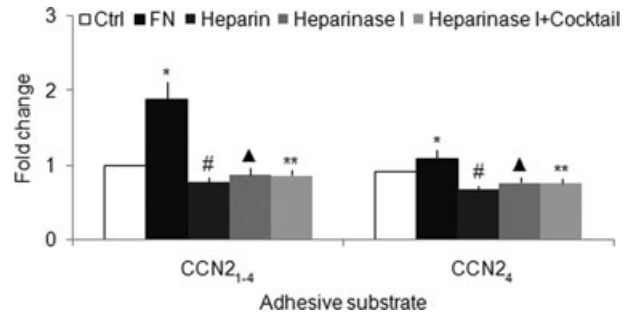 3
Ctrl FN Heparin Heparinase I Heparinase I+Cocktail
2
1
0
Fold change
* # ▲ **
* # ▲ **
CCN2₁₋₄ CCN2₄
Adhesive substrate